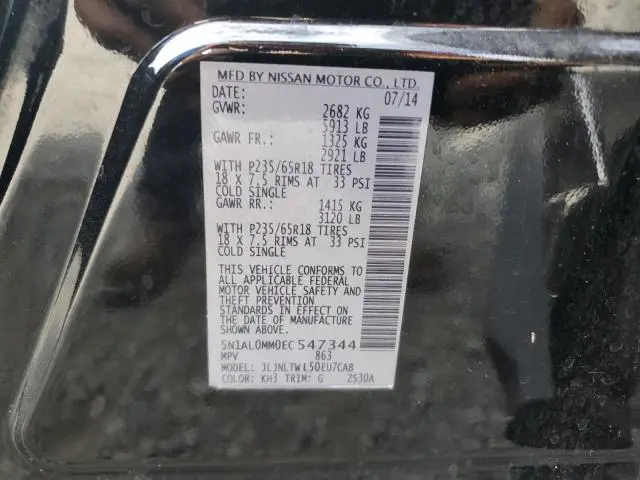 MFD BY NISSAN MOTOR CO., LTD.
DATE: 07/14
GVWR: 2682 KG
5913 LB
GAWR FR.: 1325 KG
2921 LB
WITH P235/65R18 TIRES
18 X 7.5 RIMS AT 33 PSI
COLD SINGLE
GAWR RR.: 1415 KG
3120 LB
WITH P235/65R18 TIRES
18 X 7.5 RIMS AT 33 PSI
COLD SINGLE
THIS VEHICLE CONFORMS TO
ALL APPLICABLE FEDERAL
MOTOR VEHICLE SAFETY AND
THEFT PREVENTION
STANDARDS IN EFFECT ON
THE DATE OF MANUFACTURE
SHOWN ABOVE.
5N1AL0MM0EC547344
MPV 863
MODEL: JLJNLTWL50EU7CAB
COLOR: KH3 TRIM: G ZS30A